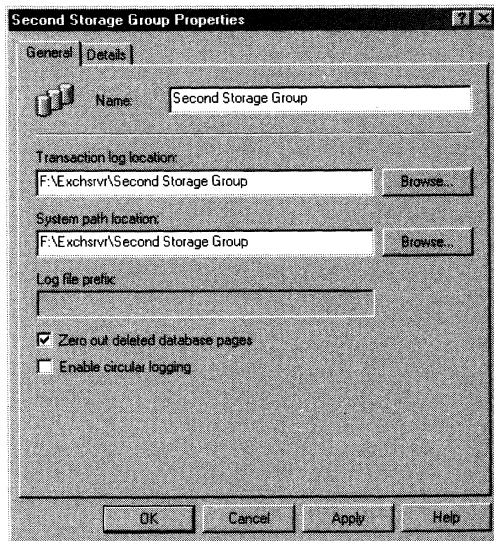 Second Storage Group Properties
General Details
Name: Second Storage Group
Transaction log location:
F:\Exchsrvr\Second Storage Group Browse...
System path location:
F:\Exchsrvr\Second Storage Group Browse...
Log file prefix:
Zero out deleted database pages
Enable circular logging
OK Cancel Apply Help